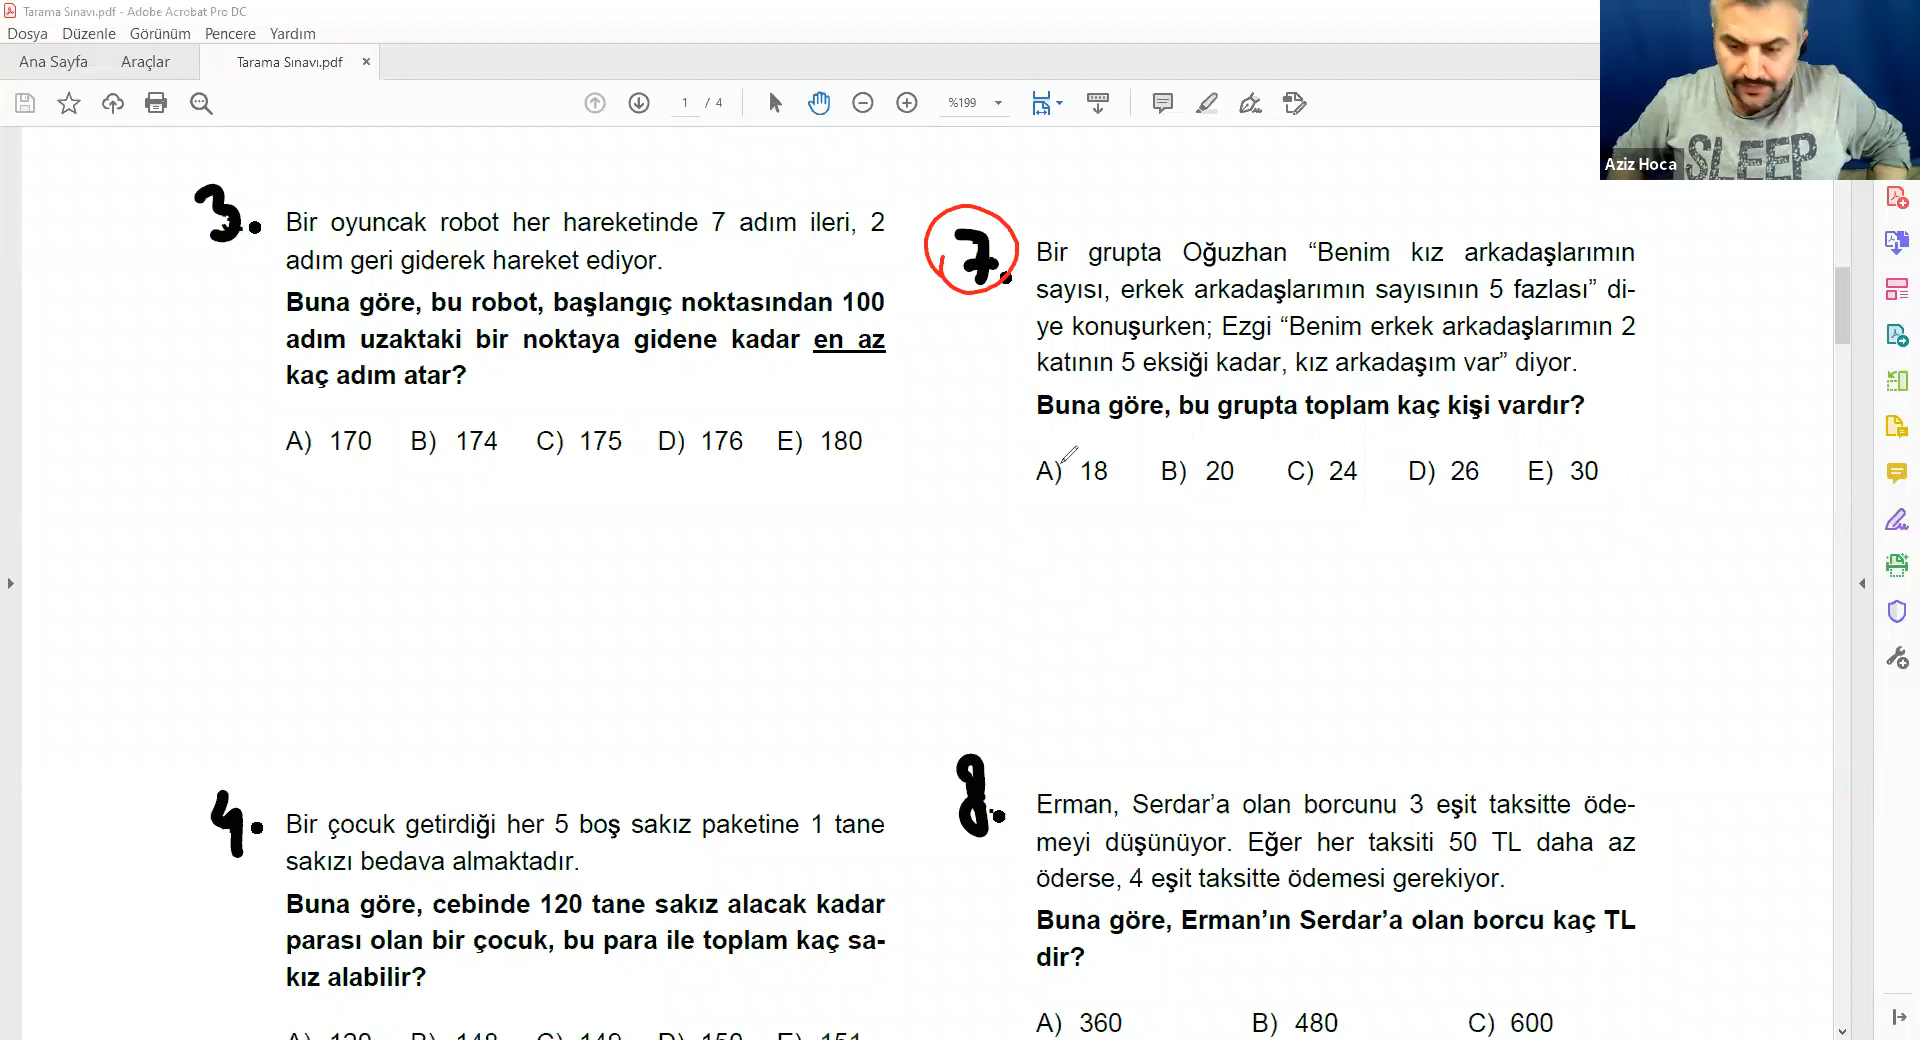 Tarama Sınavı.pdf - Adobe Acrobat Pro DC
Dosya Düzenle Görünüm Pencere Yardım
Ana Sayfa Araçlar Tarama Sınavı.pdf ×
1 / 4 %199
Aziz Hoca
SLEEP
3.
Bir oyuncak robot her hareketinde 7 adım ileri, 2
adım geri giderek hareket ediyor.
Buna göre, bu robot, başlangıç noktasından 100
adım uzaktaki bir noktaya gidene kadar en az
kaç adım atar?
A) 170 B) 174 C) 175 D) 176 E) 180
4.
Bir çocuk getirdiği her 5 boş sakız paketine 1 tane
sakızı bedava almaktadır.
Buna göre, cebinde 120 tane sakız alacak kadar
parası olan bir çocuk, bu para ile toplam kaç sa-
kız alabilir?
7.
Bir grupta Oğuzhan “Benim kız arkadaşlarımın
sayısı, erkek arkadaşlarımın sayısının 5 fazlası” di-
ye konuşurken; Ezgi “Benim erkek arkadaşlarımın 2
katının 5 eksiği kadar, kız arkadaşım var” diyor.
Buna göre, bu grupta toplam kaç kişi vardır?
A) 18 B) 20 C) 24 D) 26 E) 30
8.
Erman, Serdar’a olan borcunu 3 eşit taksitte öde-
meyi düşünüyor. Eğer her taksiti 50 TL daha az
öderse, 4 eşit taksitte ödemesi gerekiyor.
Buna göre, Erman’ın Serdar’a olan borcu kaç TL
dir?
A) 360 B) 480 C) 600